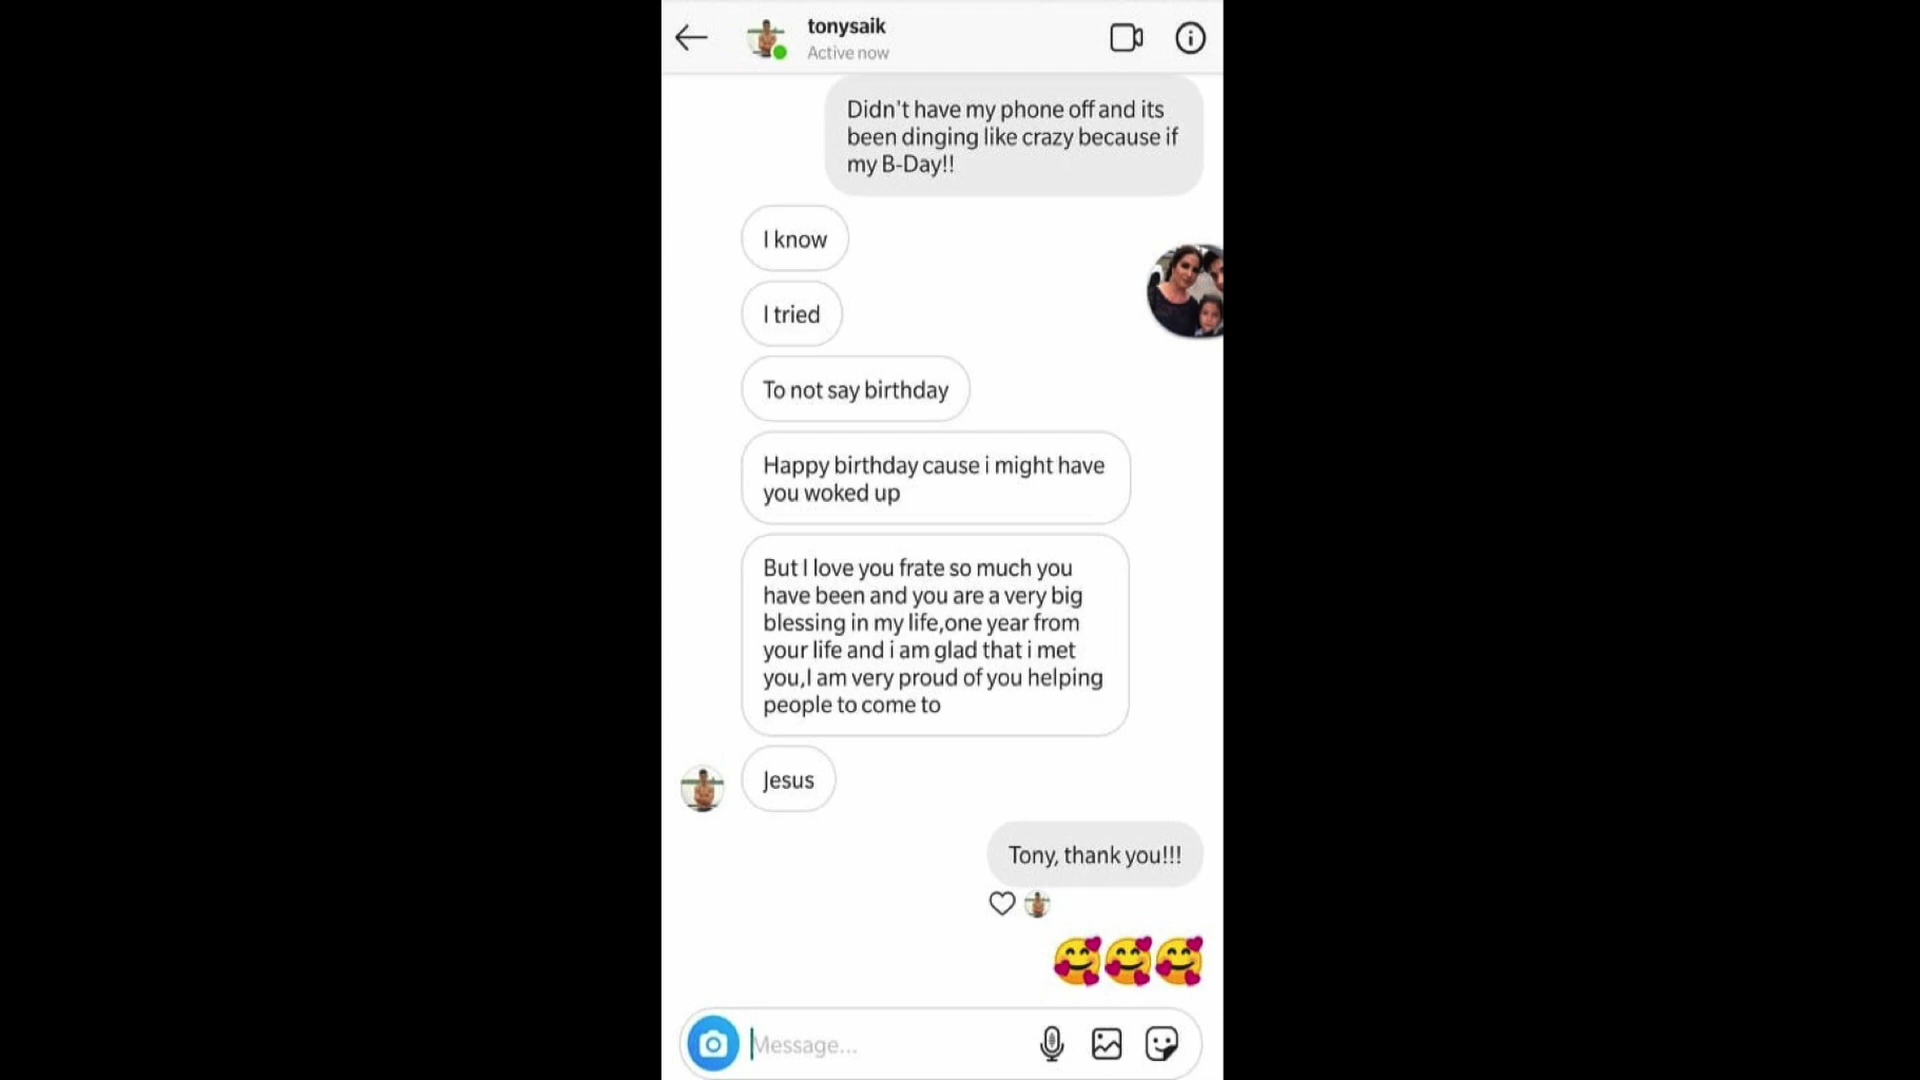 tonysaik
Active now
Didn't have my phone off and its
been dinging like crazy because if
my B-Day!!
I know
I tried
To not say birthday
Happy birthday cause i might have
you woked up
But I love you frate so much you
have been and you are a very big
blessing in my life,one year from
your life and i am glad that i met
you,I am very proud of you helping
people to come to
Jesus
Tony, thank you!!!
Message...